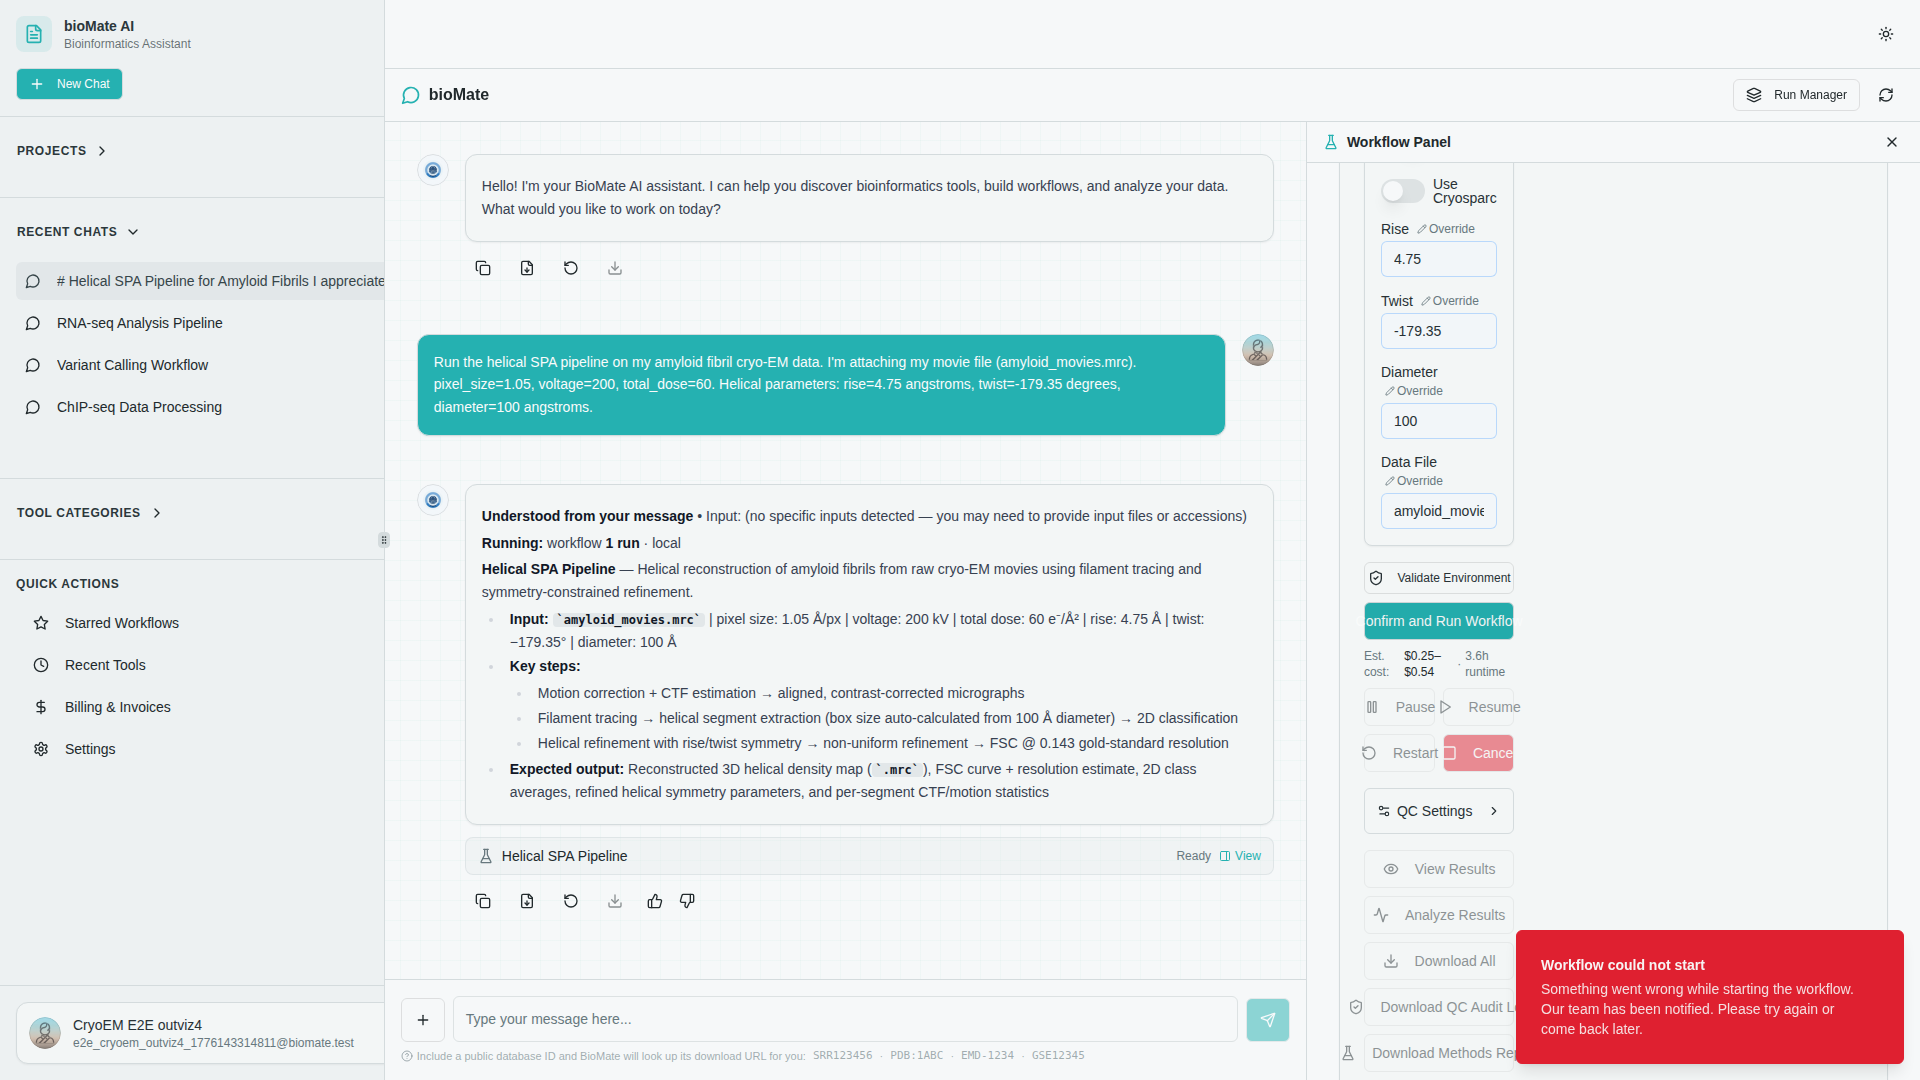 bioMate AI
Bioinformatics Assistant
New Chat
PROJECTS
RECENT CHATS
# Helical SPA Pipeline for Amyloid Fibrils I appreciate
RNA-seq Analysis Pipeline
Variant Calling Workflow
ChIP-seq Data Processing
TOOL CATEGORIES
QUICK ACTIONS
Starred Workflows
Recent Tools
Billing & Invoices
Settings
CryoEM E2E outviz4
e2e_cryoem_outviz4_1776143314811@biomate.test
bioMate
Run Manager
Hello! I'm your BioMate AI assistant. I can help you discover bioinformatics tools, build workflows, and analyze your data.
What would you like to work on today?
Run the helical SPA pipeline on my amyloid fibril cryo-EM data. I'm attaching my movie file (amyloid_movies.mrc).
pixel_size=1.05, voltage=200, total_dose=60. Helical parameters: rise=4.75 angstroms, twist=-179.35 degrees,
diameter=100 angstroms.
Understood from your message • Input: (no specific inputs detected — you may need to provide input files or accessions)
Running: workflow 1 run · local
Helical SPA Pipeline — Helical reconstruction of amyloid fibrils from raw cryo-EM movies using filament tracing and
symmetry-constrained refinement.
Input: `amyloid_movies.mrc` | pixel size: 1.05 Å/px | voltage: 200 kV | total dose: 60 e⁻/Å² | rise: 4.75 Å | twist:
−179.35° | diameter: 100 Å
Key steps:
Motion correction + CTF estimation → aligned, contrast-corrected micrographs
Filament tracing → helical segment extraction (box size auto-calculated from 100 Å diameter) → 2D classification
Helical refinement with rise/twist symmetry → non-uniform refinement → FSC @ 0.143 gold-standard resolution
Expected output: Reconstructed 3D helical density map (`.mrc`), FSC curve + resolution estimate, 2D class
averages, refined helical symmetry parameters, and per-segment CTF/motion statistics
Helical SPA Pipeline
Ready
View
Type your message here...
Include a public database ID and BioMate will look up its download URL for you: SRR123456 · PDB:1ABC · EMD-1234 · GSE12345
Workflow Panel
Use
Cryosparc
Rise Override
4.75
Twist Override
-179.35
Diameter
Override
100
Data File
Override
amyloid_movie
Validate Environment
onfirm and Run Workflo
Est. cost: $0.25–$0.54 · 3.6h runtime
Pause
Resume
Restart
Cance
QC Settings
View Results
Analyze Results
Download All
Download QC Audit Lo
Download Methods Rep
Workflow could not start
Something went wrong while starting the workflow.
Our team has been notified. Please try again or
come back later.